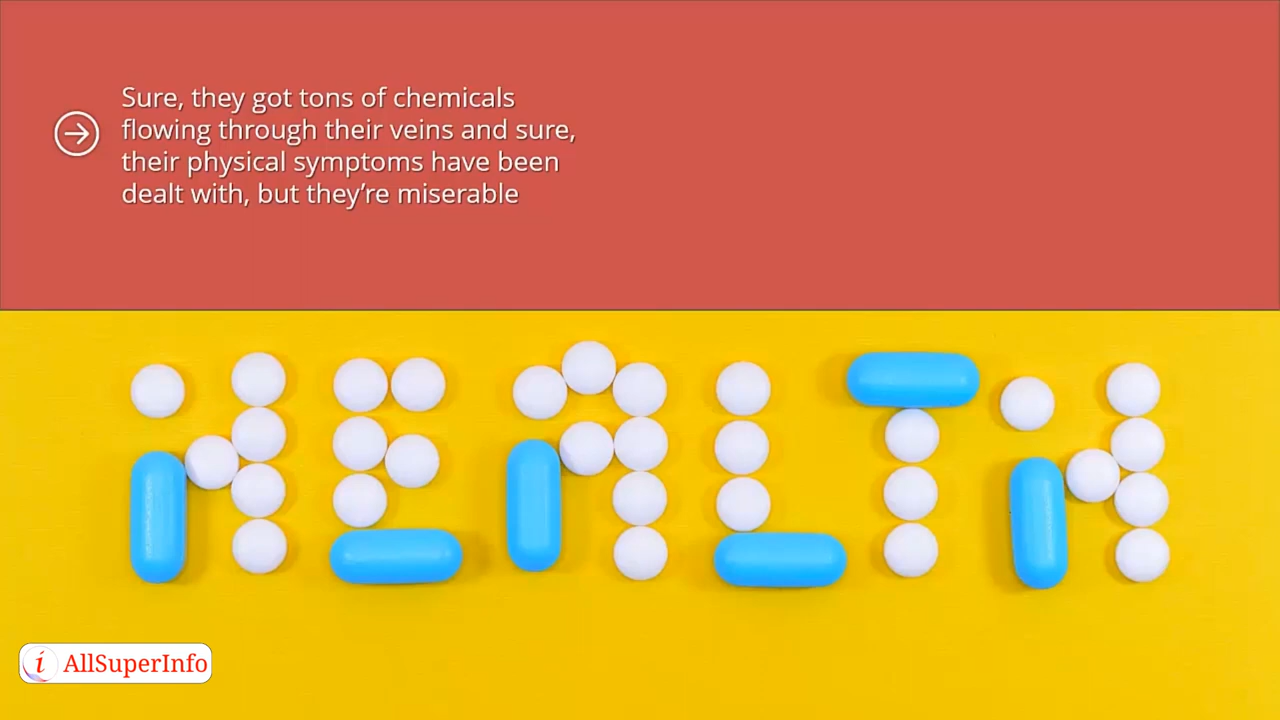 Sure, they got tons of chemicals
flowing through their veins and sure,
their physical symptoms have been
dealt with, but they're miserable
HEALTH
i AllSuperInfo